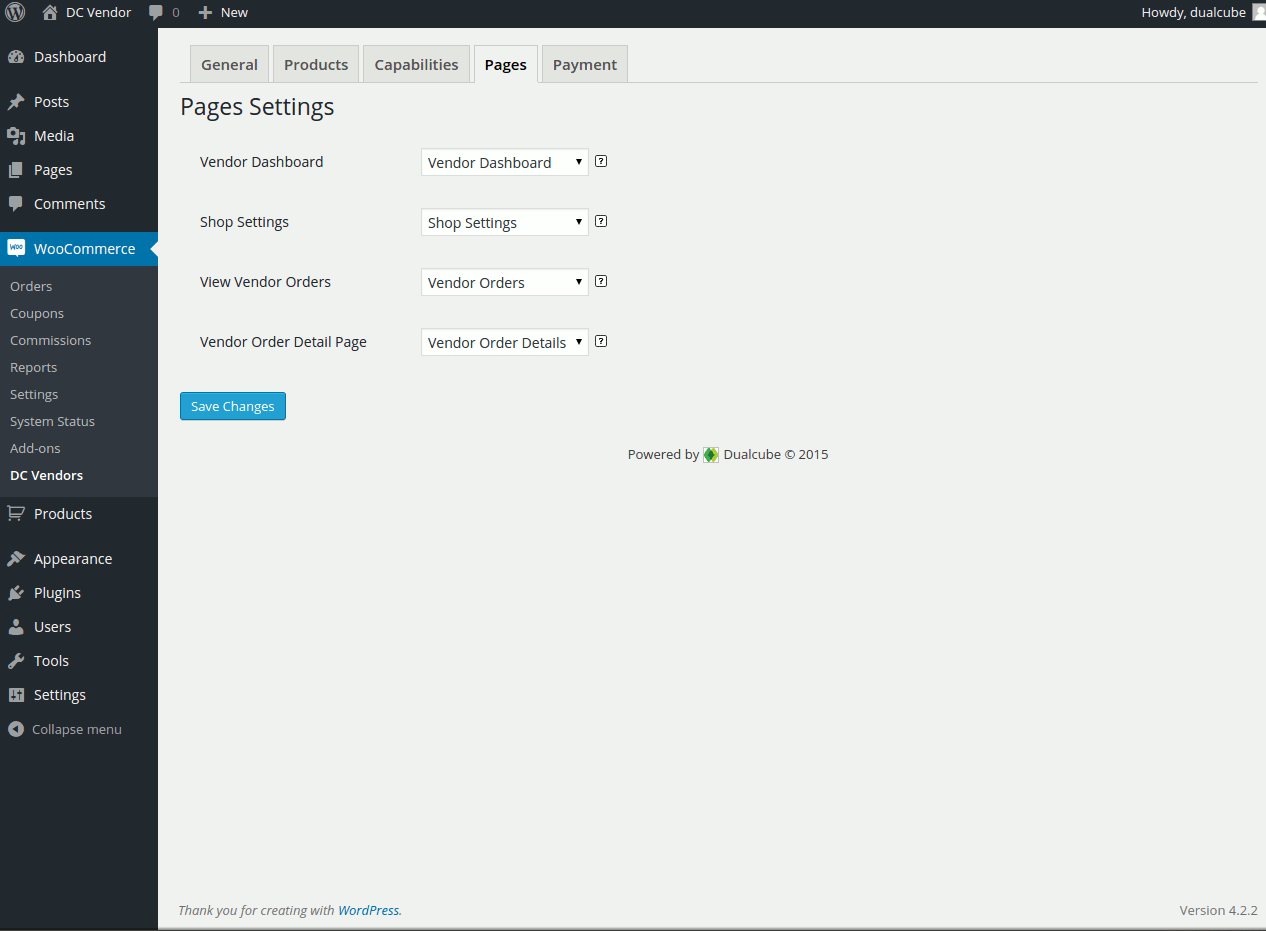 DC Vendor 0 New Howdy, dualcube
Dashboard
Posts
Media
Pages
Comments
WOO WooCommerce
Orders
Coupons
Commissions
Reports
Settings
System Status
Add-ons
DC Vendors
Products
Appearance
Plugins
Users
Tools
Settings
Collapse menu
General Products Capabilities Pages Payment
Pages Settings
Vendor Dashboard Vendor Dashboard ?
Shop Settings Shop Settings ?
View Vendor Orders Vendor Orders ?
Vendor Order Detail Page Vendor Order Details ?
Save Changes
Powered by Dualcube © 2015
Thank you for creating with WordPress. Version 4.2.2